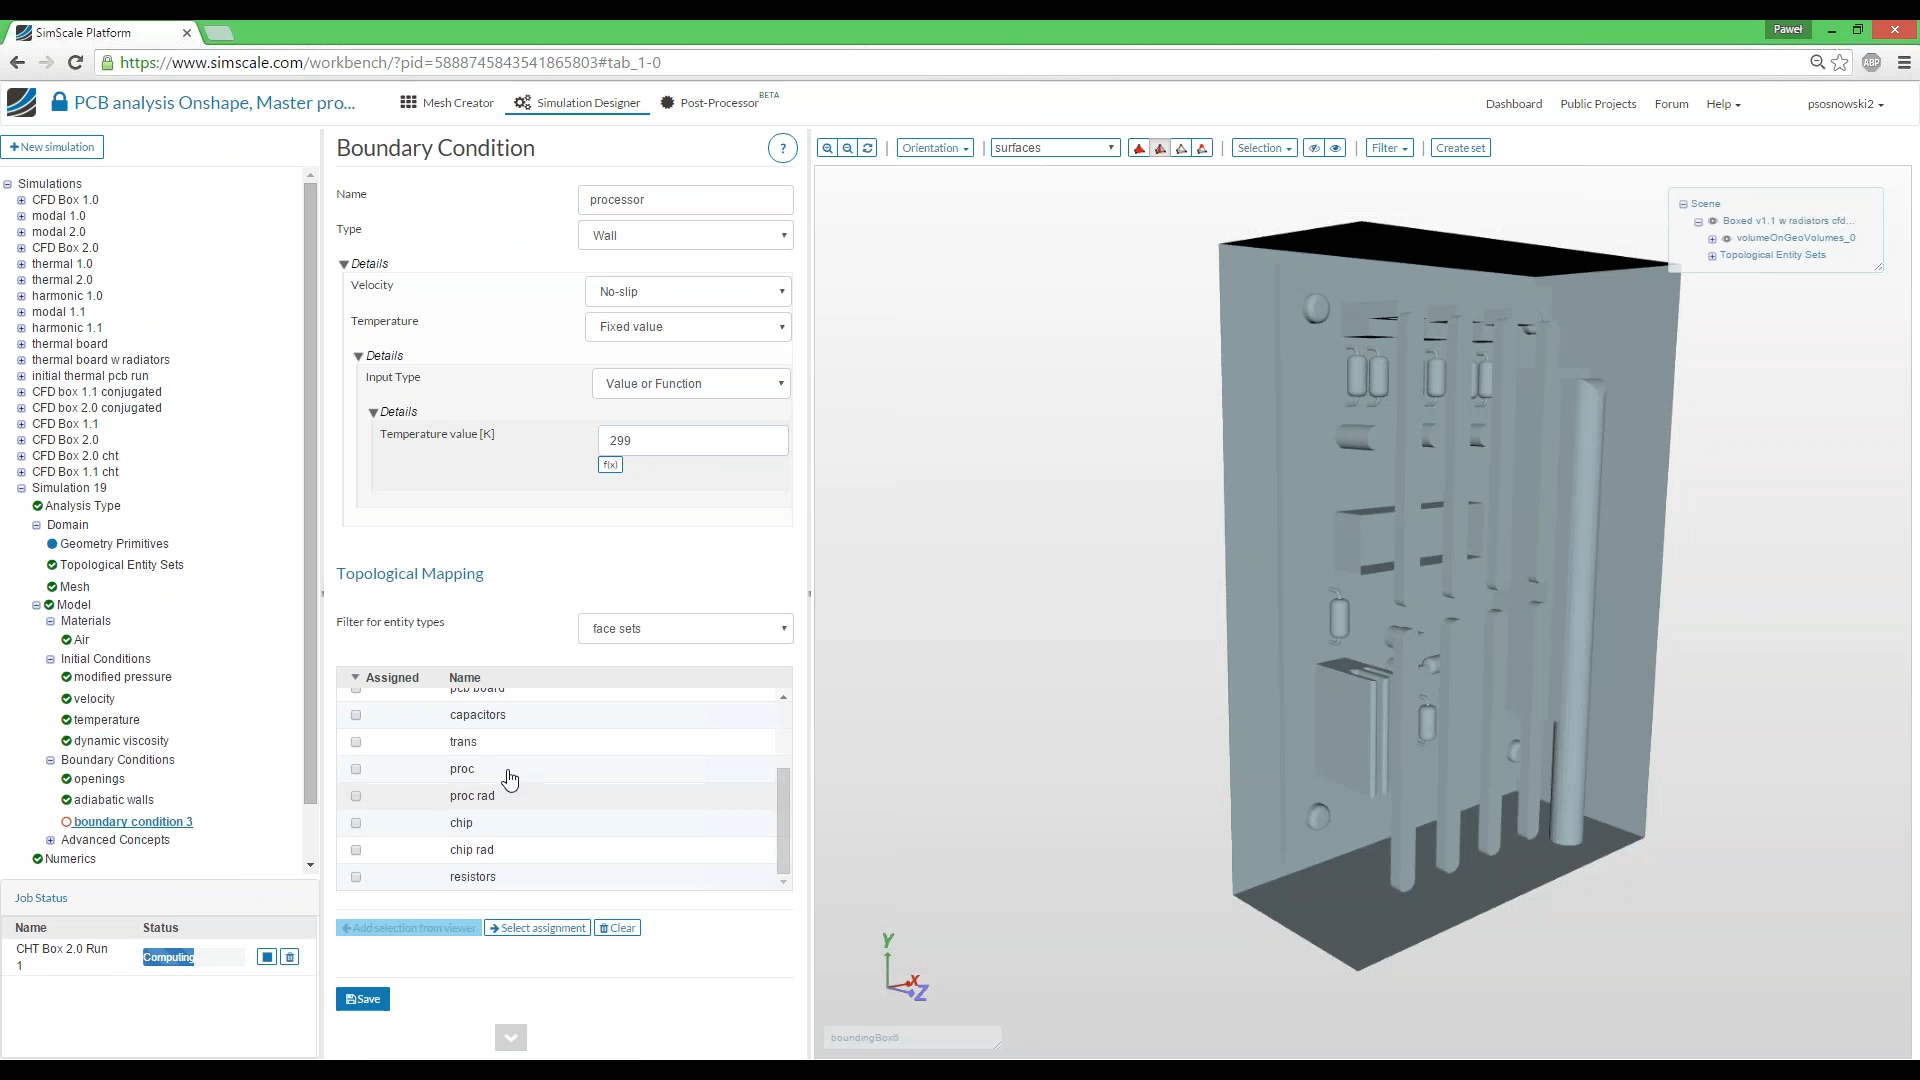 SimScale Platform
Paweł
https://www.simscale.com/workbench/?pid=5888745843541865803#tab_1-0
ABP
PCB analysis Onshape, Master pro...
Mesh Creator
Simulation Designer
Post-Processor
BETA
Dashboard
Public Projects
Forum
Help
psosnowski2
New simulation
Simulations
CFD Box 1.0
modal 1.0
modal 2.0
CFD Box 2.0
thermal 1.0
thermal 2.0
harmonic 1.0
modal 1.1
harmonic 1.1
thermal board
thermal board w radiators
initial thermal pcb run
CFD box 1.1 conjugated
CFD box 2.0 conjugated
CFD Box 1.1
CFD Box 2.0
CFD Box 2.0 cht
CFD Box 1.1 cht
Simulation 19
Analysis Type
Domain
Geometry Primitives
Topological Entity Sets
Mesh
Model
Materials
Air
Initial Conditions
modified pressure
velocity
temperature
dynamic viscosity
Boundary Conditions
openings
adiabatic walls
boundary condition 3
Advanced Concepts
Numerics
Job Status
Name Status
CHT Box 2.0 Run 1
Computing
Boundary Condition
?
Name
processor
Type
Wall
Details
Velocity
No-slip
Temperature
Fixed value
Details
Input Type
Value or Function
Details
Temperature value [K]
299
f(x)
Topological Mapping
Filter for entity types
face sets
Assigned Name
pcb board
capacitors
trans
proc
proc rad
chip
chip rad
resistors
Add selection from viewer
Select assignment
Clear
Save
Orientation
surfaces
Selection
Filter
Create set
Scene
Boxed v1.1 w radiators cfd...
volumeOnGeoVolumes_0
Topological Entity Sets
Y
X
Z
boundingBox6